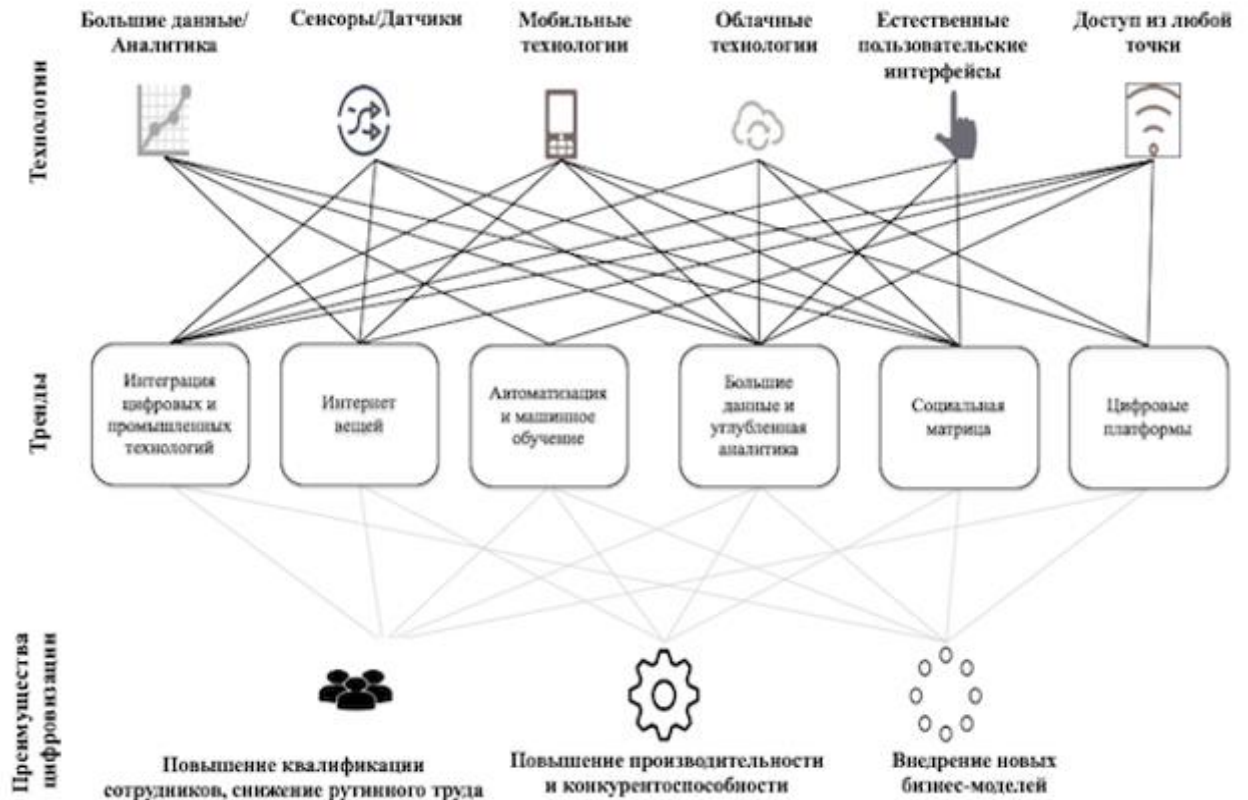 Большие данные/
Аналитика
Сенсоры/Датчики
Мобильные
технологии
Облачные
технологии
Естественные
пользовательские
интерфейсы
Доступ из любой
точки
Технологии
Тренды
Интеграция
цифровых и
промышленных
технологий
Интернет
вещей
Автоматизация
и машинное
обучение
Большие
данные и
углубленная
аналитика
Социальная
матрица
Цифровые
платформы
Преимущества
цифровизации
Повышение квалификации
сотрудников, снижение рутинного труда
Повышение производительности
и конкурентоспособности
Внедрение новых
бизнес-моделей